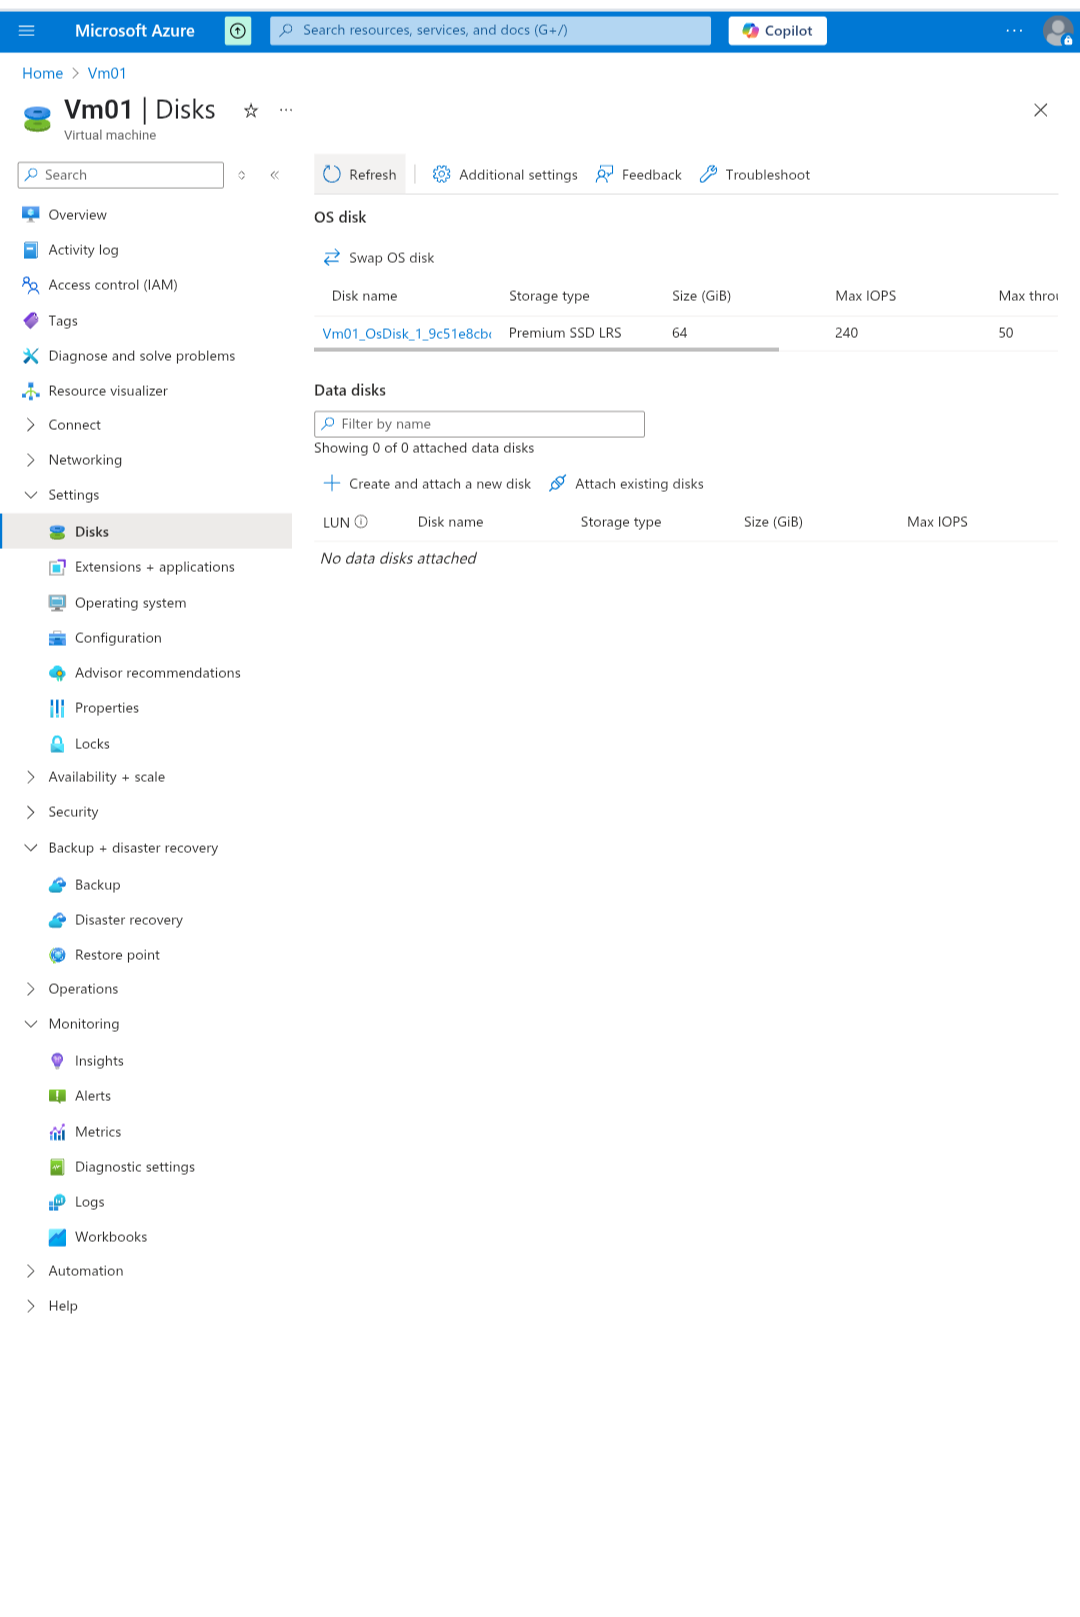 Microsoft Azure
Search resources, services, and docs (G+/)
Copilot
Home > Vm01
Vm01 | Disks
Virtual machine
Search
Refresh
Additional settings
Feedback
Troubleshoot
Overview
Activity log
Access control (IAM)
Tags
Diagnose and solve problems
Resource visualizer
Connect
Networking
Settings
Disks
Extensions + applications
Operating system
Configuration
Advisor recommendations
Properties
Locks
Availability + scale
Security
Backup + disaster recovery
Backup
Disaster recovery
Restore point
Operations
Monitoring
Insights
Alerts
Metrics
Diagnostic settings
Logs
Workbooks
Automation
Help
OS disk
Swap OS disk
Disk name Storage type Size (GiB) Max IOPS Max throu
Vm01_OsDisk_1_9c51e8cb Premium SSD LRS 64 240 50
Data disks
Filter by name
Showing 0 of 0 attached data disks
Create and attach a new disk
Attach existing disks
LUN Disk name Storage type Size (GiB) Max IOPS
No data disks attached